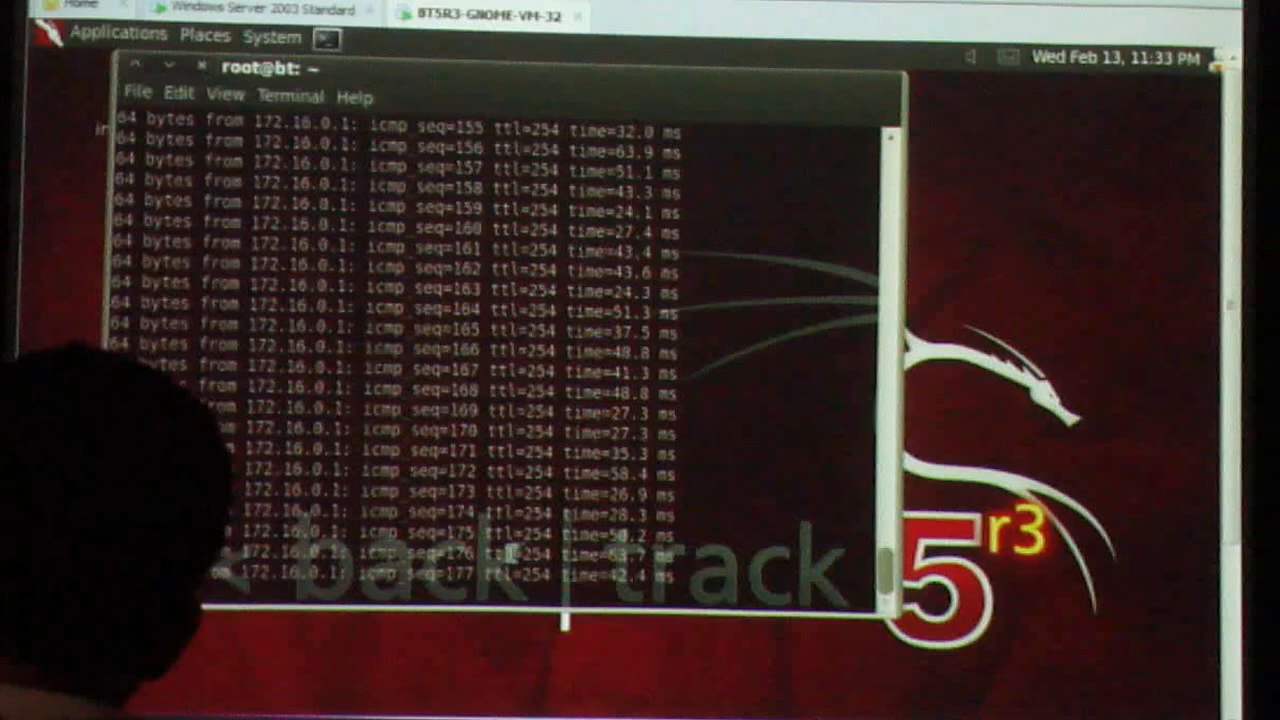 Home
Windows Server 2003 Standard
BT5R3-GNOME-VM-32
Applications Places System
Wed Feb 13, 11:33 PM
root@bt: ~
File Edit View Terminal Help
64 bytes from 172.16.0.1: icmp_seq=155 ttl=254 time=32.0 ms
64 bytes from 172.16.0.1: icmp_seq=156 ttl=254 time=63.9 ms
64 bytes from 172.16.0.1: icmp_seq=157 ttl=254 time=51.1 ms
64 bytes from 172.16.0.1: icmp_seq=158 ttl=254 time=43.3 ms
64 bytes from 172.16.0.1: icmp_seq=159 ttl=254 time=24.1 ms
64 bytes from 172.16.0.1: icmp_seq=160 ttl=254 time=27.4 ms
64 bytes from 172.16.0.1: icmp_seq=161 ttl=254 time=43.4 ms
64 bytes from 172.16.0.1: icmp_seq=162 ttl=254 time=43.6 ms
64 bytes from 172.16.0.1: icmp_seq=163 ttl=254 time=24.3 ms
64 bytes from 172.16.0.1: icmp_seq=164 ttl=254 time=51.3 ms
64 bytes from 172.16.0.1: icmp_seq=165 ttl=254 time=37.5 ms
64 bytes from 172.16.0.1: icmp_seq=166 ttl=254 time=48.8 ms
bytes from 172.16.0.1: icmp_seq=167 ttl=254 time=41.3 ms
from 172.16.0.1: icmp_seq=168 ttl=254 time=48.8 ms
172.16.0.1: icmp_seq=169 ttl=254 time=27.3 ms
172.16.0.1: icmp_seq=170 ttl=254 time=27.3 ms
172.16.0.1: icmp_seq=171 ttl=254 time=35.3 ms
172.16.0.1: icmp_seq=172 ttl=254 time=58.4 ms
172.16.0.1: icmp_seq=173 ttl=254 time=26.9 ms
172.16.0.1: icmp_seq=174 ttl=254 time=28.3 ms
172.16.0.1: icmp_seq=175 ttl=254 ms
172.16.0.1: icmp_seq=176 ttl=254 ms
172.16.0.1: icmp_seq=177 ttl=254 time=42.4 ms
<< back | track
5 r3